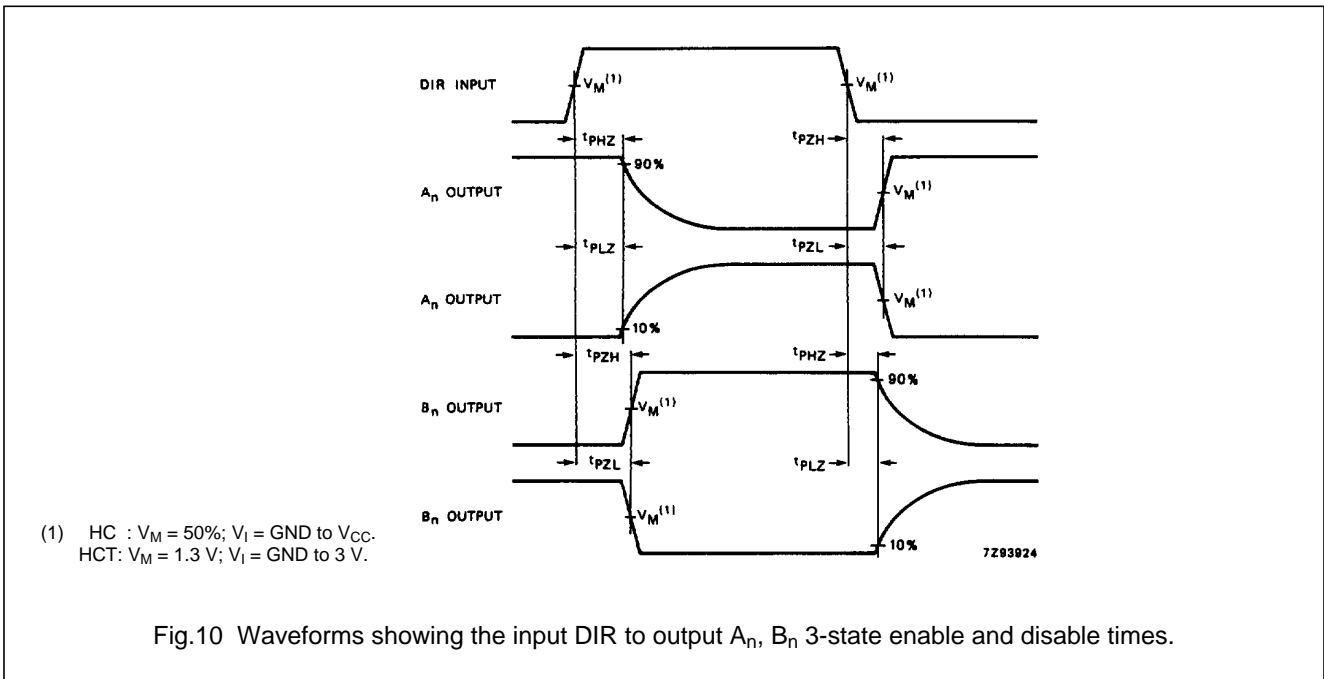 DIR INPUT
V_M^(1) V_M^(1)
t_PHZ t_PZH
90%
A_n OUTPUT V_M^(1)
t_PLZ t_PZL
A_n OUTPUT V_M^(1)
10%
t_PZH t_PHZ
90%
B_n OUTPUT V_M^(1)
t_PZL t_PLZ
B_n OUTPUT V_M^(1)
10%
7Z93924
(1) HC : V_M = 50%; V_I = GND to V_CC.
HCT: V_M = 1.3 V; V_I = GND to 3 V.
Fig.10 Waveforms showing the input DIR to output A_n, B_n 3-state enable and disable times.